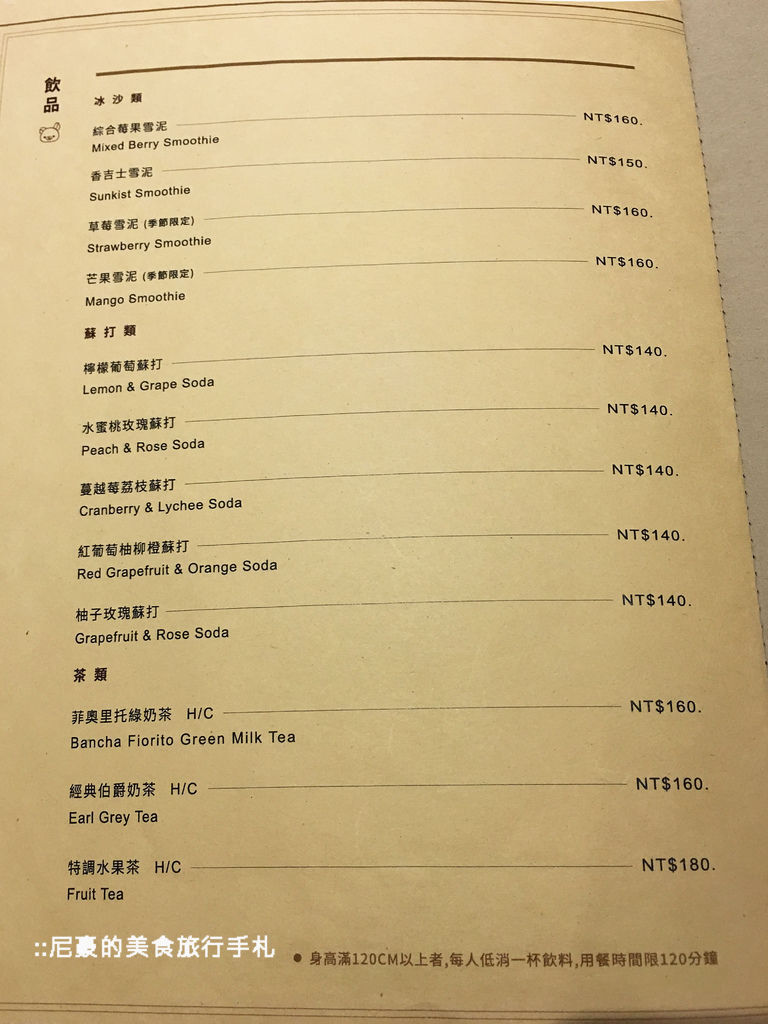 飲品
冰沙類
綜合莓果雪泥 NT$160.
Mixed Berry Smoothie
香吉士雪泥 NT$150.
Sunkist Smoothie
草莓雪泥 (季節限定) NT$160.
Strawberry Smoothie
芒果雪泥 (季節限定) NT$160.
Mango Smoothie
蘇打類
檸檬葡萄蘇打 NT$140.
Lemon & Grape Soda
水蜜桃玫瑰蘇打 NT$140.
Peach & Rose Soda
蔓越莓荔枝蘇打 NT$140.
Cranberry & Lychee Soda
紅葡萄柚柳橙蘇打 NT$140.
Red Grapefruit & Orange Soda
柚子玫瑰蘇打 NT$140.
Grapefruit & Rose Soda
茶類
菲奧里托綠奶茶 H/C NT$160.
Bancha Fiorito Green Milk Tea
經典伯爵奶茶 H/C NT$160.
Earl Grey Tea
特調水果茶 H/C NT$180.
Fruit Tea
::尼豪的美食旅行手札
● 身高滿120CM以上者,每人低消一杯飲料,用餐時間限120分鐘